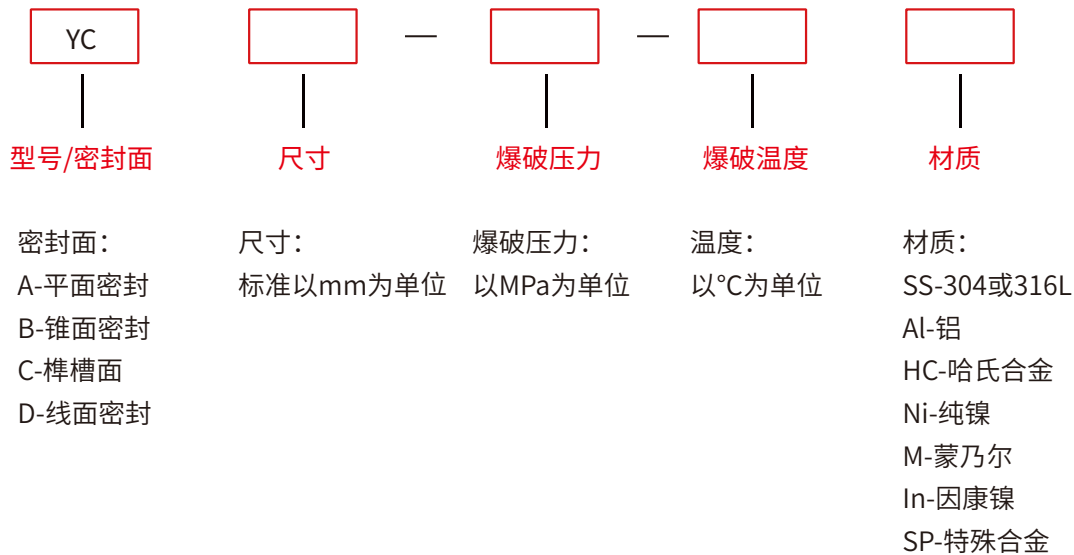 YC — —
型号/密封面 尺寸 爆破压力 爆破温度 材质
密封面： 尺寸： 爆破压力： 温度： 材质：
A-平面密封 标准以mm为单位 以MPa为单位 以°C为单位 SS-304或316L
B-锥面密封 Al-铝
C-榫槽面 HC-哈氏合金
D-线面密封 Ni-纯镍
M-蒙乃尔
In-因康镍
SP-特殊合金